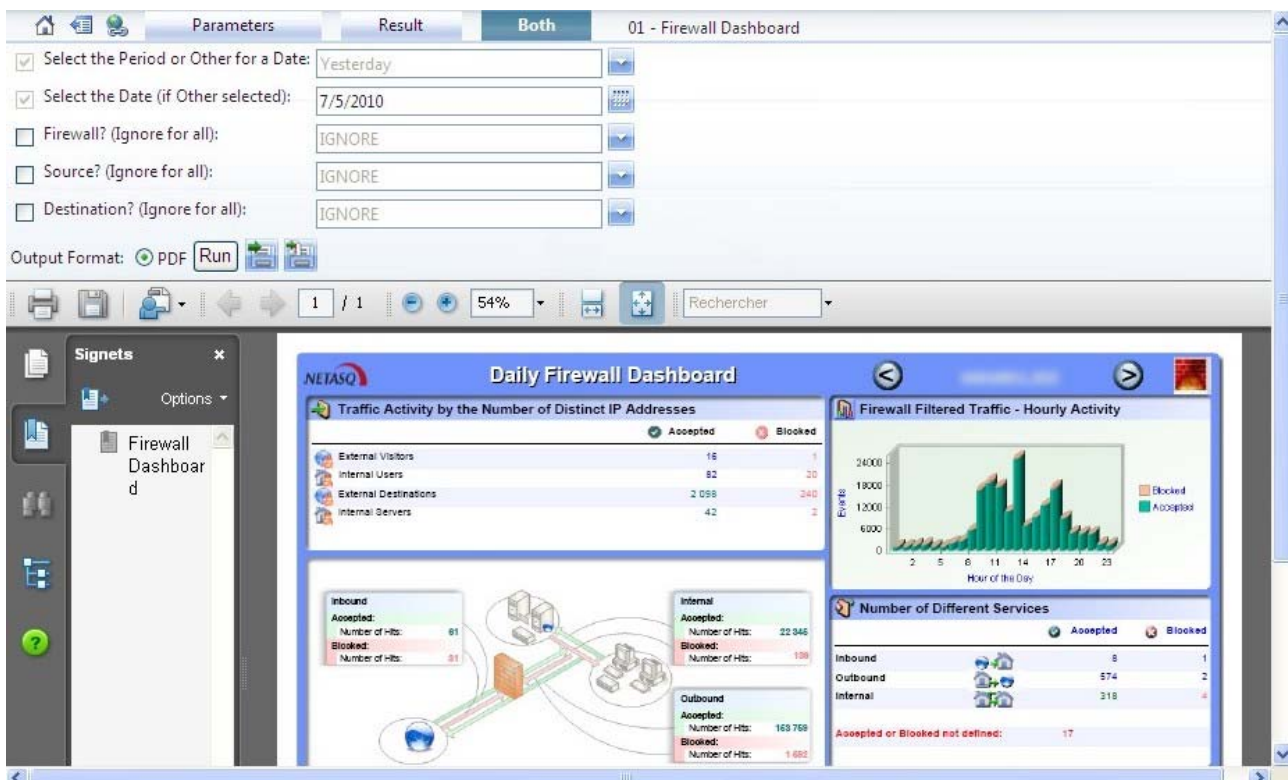 Parameters Result Both 01 - Firewall Dashboard
Select the Period or Other for a Date: Yesterday
Select the Date (if Other selected): 7/5/2010
Firewall? (Ignore for all): IGNORE
Source? (Ignore for all): IGNORE
Destination? (Ignore for all): IGNORE
Output Format: PDF Run
1 / 1 54% Rechercher
Signets x
Options
Firewall
Dashboar
d
NETASQ Daily Firewall Dashboard < >
Traffic Activity by the Number of Distinct IP Addresses
Accepted Blocked
External Visitors 16 1
Internal Users 82 20
External Destinations 2 098 240
Internal Servers 42 2
Firewall Filtered Traffic - Hourly Activity
Events
24000
18000
12000
6000
0
2 5 8 11 14 17 20 23
Hour of the Day
Blocked
Accepted
Inbound
Accepted:
Number of Hits: 61
Blocked:
Number of Hits: 31
Internal
Accepted:
Number of Hits: 22 345
Blocked:
Number of Hits:
Outbound
Accepted:
Number of Hits: 153 759
Blocked:
Number of Hits: 1 682
Number of Different Services
Accepted Blocked
Inbound 8 1
Outbound 574 2
Internal 318 4
Accepted or Blocked not defined: 17
?